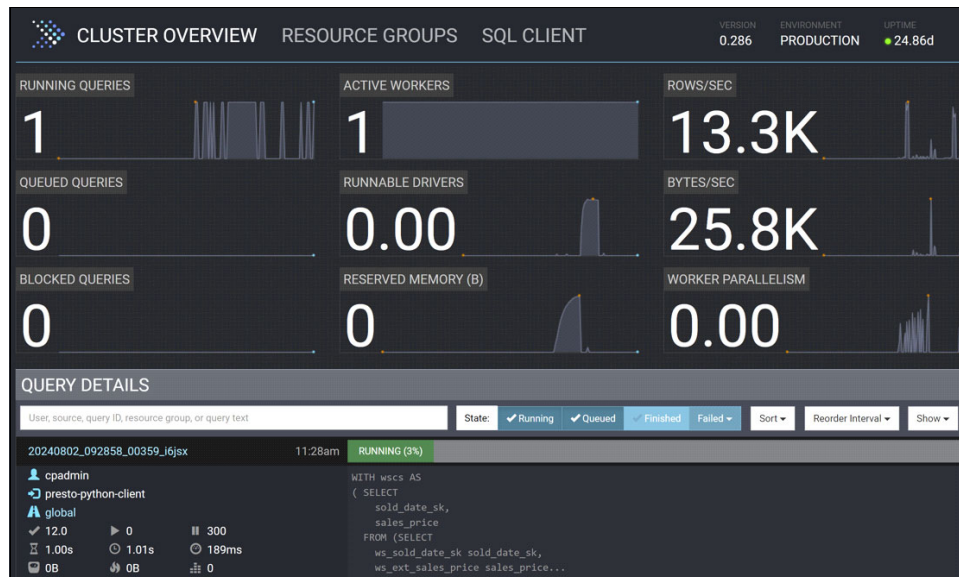 CLUSTER OVERVIEW RESOURCE GROUPS SQL CLIENT
VERSION ENVIRONMENT UPTIME
0.286 PRODUCTION 24.86d
RUNNING QUERIES ACTIVE WORKERS ROWS/SEC
1 1 13.3K
QUEUED QUERIES RUNNABLE DRIVERS BYTES/SEC
0 0.00 25.8K
BLOCKED QUERIES RESERVED MEMORY (B) WORKER PARALLELISM
0 0 0.00
QUERY DETAILS
User, source, query ID, resource group, or query text State: Running Queued Finished Failed Sort Reorder Interval Show
20240802_092858_00359_i6jsx 11:28am RUNNING (3%)
cpadmin
presto-python-client
global
12.0 0 300
1.00s 1.01s 189ms
0B 0B 0
WITH wscs AS
( SELECT
sold_date_sk,
sales_price
FROM (SELECT
ws_sold_date_sk sold_date_sk,
ws_ext_sales_price sales_price...